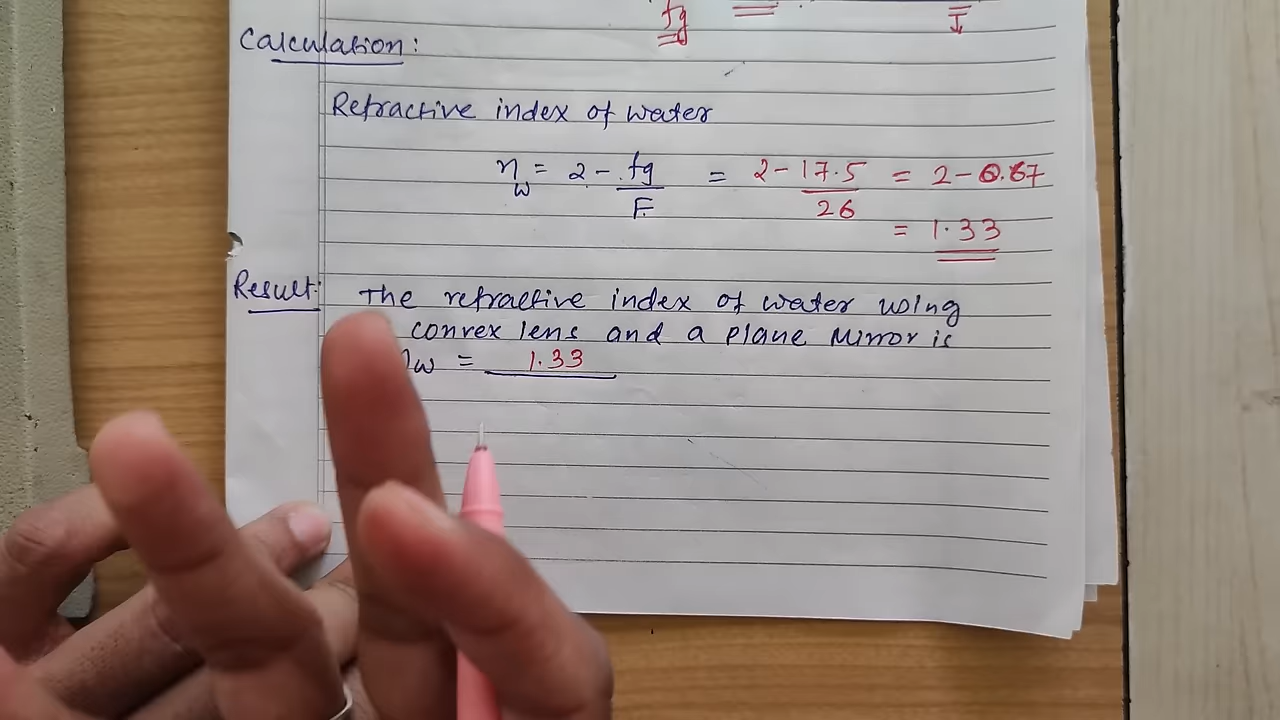 fg I
Calculation:
Refractive index of water
nw = 2 - fg/F = 2 - 17.5/26 = 2 - 0.67
= 1.33
Result: The refractive index of water using
convex lens and a plane mirror is
nw = 1.33